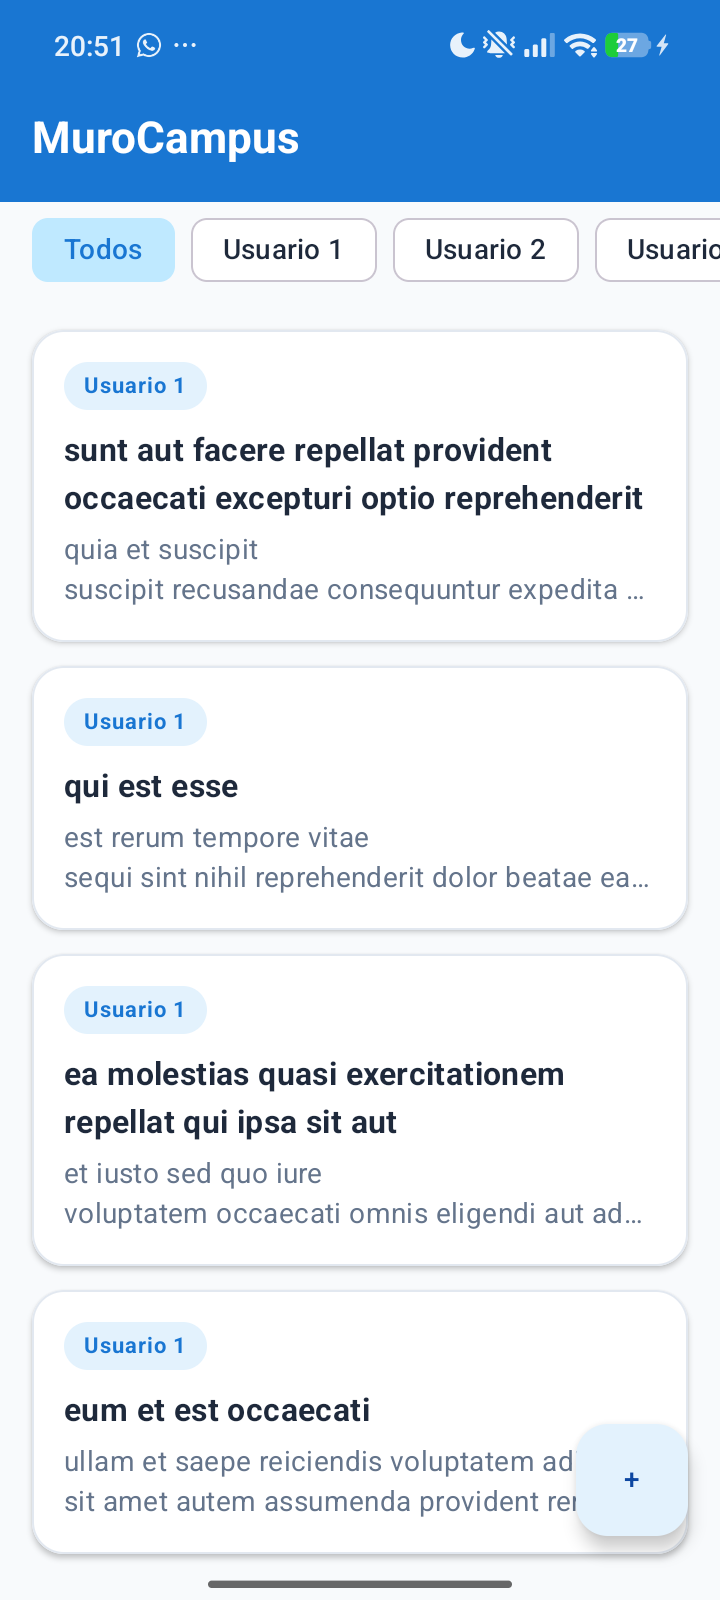 20:51 ...
27
MuroCampus
Todos Usuario 1 Usuario 2 Usuario
Usuario 1
sunt aut facere repellat provident
occaecati excepturi optio reprehenderit
quia et suscipit
suscipit recusandae consequuntur expedita ...
Usuario 1
qui est esse
est rerum tempore vitae
sequi sint nihil reprehenderit dolor beatae ea...
Usuario 1
ea molestias quasi exercitationem
repellat qui ipsa sit aut
et iusto sed quo iure
voluptatem occaecati omnis eligendi aut ad...
Usuario 1
eum et est occaecati
ullam et saepe reiciendis voluptatem ad
sit amet autem assumenda provident rer
+